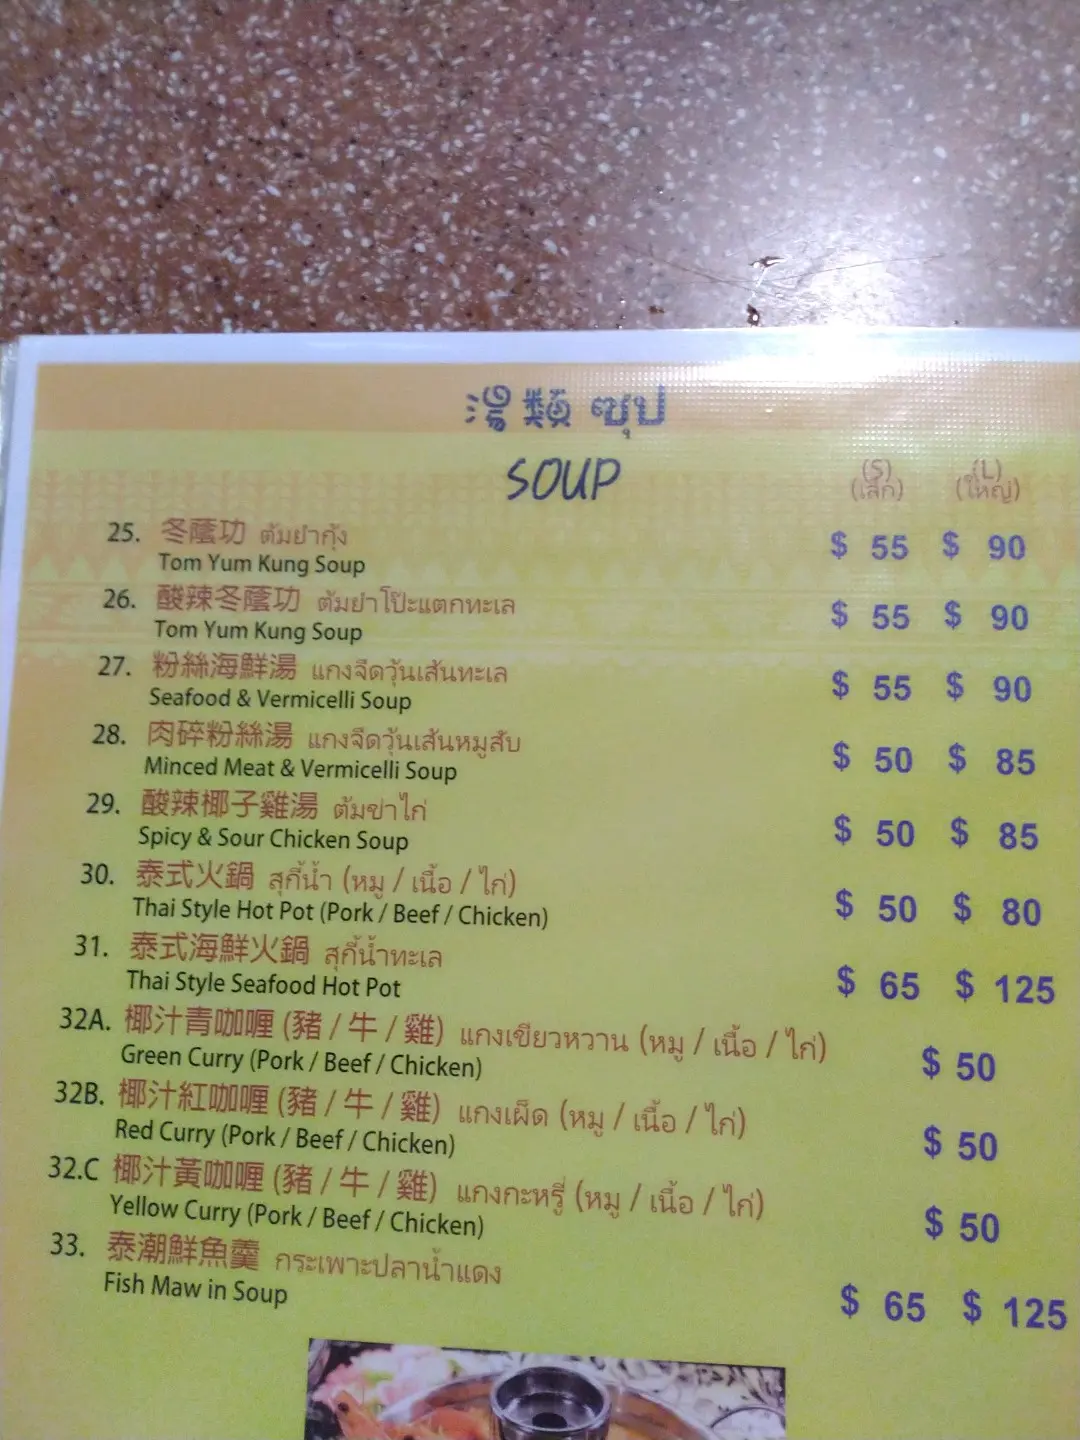 湯類 ซุป
SOUP
(S) (L)
(เล็ก) (ใหญ่)
25. 冬蔭功 ต้มยำกุ้ง $ 55 $ 90
Tom Yum Kung Soup
26. 酸辣冬蔭功 ต้มยำโป๊ะแตกทะเล $ 55 $ 90
Tom Yum Kung Soup
27. 粉絲海鮮湯 แกงจืดวุ้นเส้นทะเล $ 55 $ 90
Seafood & Vermicelli Soup
28. 肉碎粉絲湯 แกงจืดวุ้นเส้นหมูสับ $ 50 $ 85
Minced Meat & Vermicelli Soup
29. 酸辣椰子雞湯 ต้มข่าไก่ $ 50 $ 85
Spicy & Sour Chicken Soup
30. 泰式火鍋 สุกี้น้ำ (หมู / เนื้อ / ไก่) $ 50 $ 80
Thai Style Hot Pot (Pork / Beef / Chicken)
31. 泰式海鮮火鍋 สุกี้น้ำทะเล $ 65 $ 125
Thai Style Seafood Hot Pot
32A. 椰汁青咖喱 (豬 / 牛 / 雞) แกงเขียวหวาน (หมู / เนื้อ / ไก่) $ 50
Green Curry (Pork / Beef / Chicken)
32B. 椰汁紅咖喱 (豬 / 牛 / 雞) แกงเผ็ด (หมู / เนื้อ / ไก่) $ 50
Red Curry (Pork / Beef / Chicken)
32.C 椰汁黃咖喱 (豬 / 牛 / 雞) แกงกะหรี่ (หมู / เนื้อ / ไก่) $ 50
Yellow Curry (Pork / Beef / Chicken)
33. 泰潮鮮魚羹 กระเพาะปลาน้ำแดง $ 65 $ 125
Fish Maw in Soup